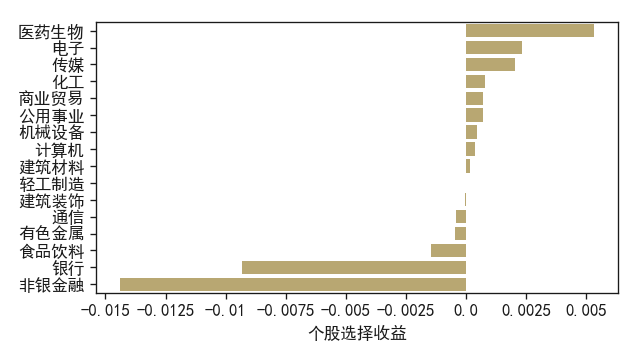 医药生物
电子
传媒
化工
商业贸易
公用事业
机械设备
计算机
建筑材料
轻工制造
建筑装饰
通信
有色金属
食品饮料
银行
非银金融
-0.015 -0.0125 -0.01 -0.0075 -0.005 -0.0025 0.0 0.0025 0.005
个股选择收益